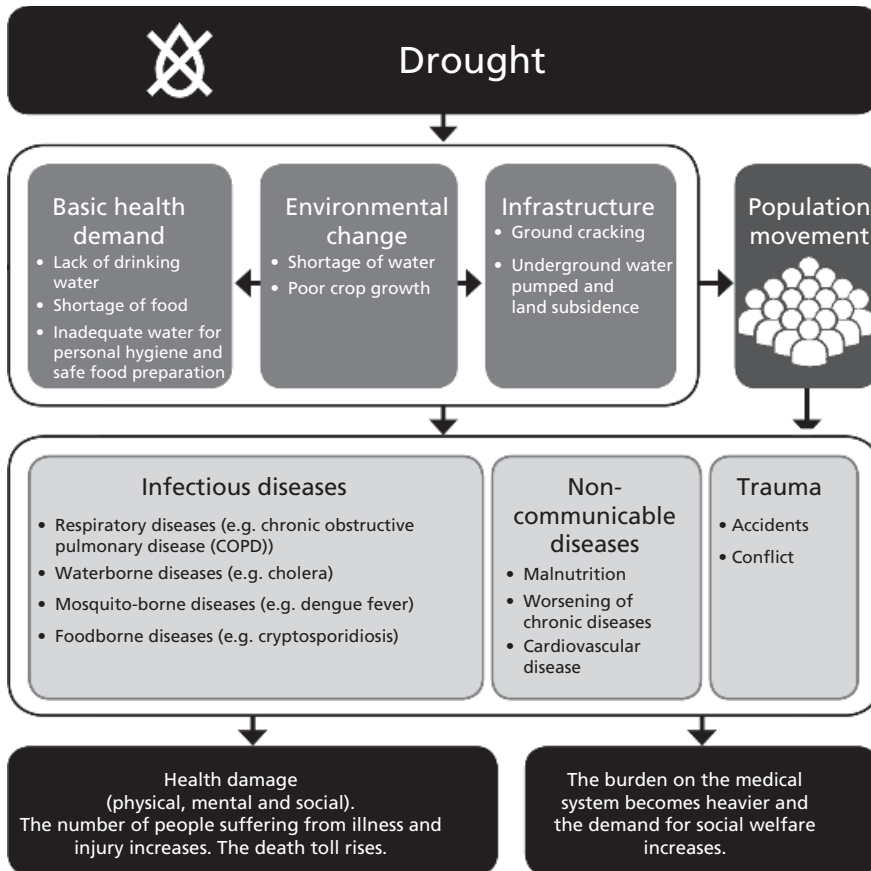 Drought
Basic health
demand
• Lack of drinking
water
• Shortage of food
• Inadequate water for
personal hygiene and
safe food preparation
Environmental
change
• Shortage of water
• Poor crop growth
Infrastructure
• Ground cracking
• Underground water
pumped and
land subsidence
Population
movement
Infectious diseases
• Respiratory diseases (e.g. chronic obstructive
pulmonary disease (COPD))
• Waterborne diseases (e.g. cholera)
• Mosquito-borne diseases (e.g. dengue fever)
• Foodborne diseases (e.g. cryptosporidiosis)
Non-
communicable
diseases
• Malnutrition
• Worsening of
chronic diseases
• Cardiovascular
disease
Trauma
• Accidents
• Conflict
Health damage
(physical, mental and social).
The number of people suffering from illness and
injury increases. The death toll rises.
The burden on the medical
system becomes heavier and
the demand for social welfare
increases.